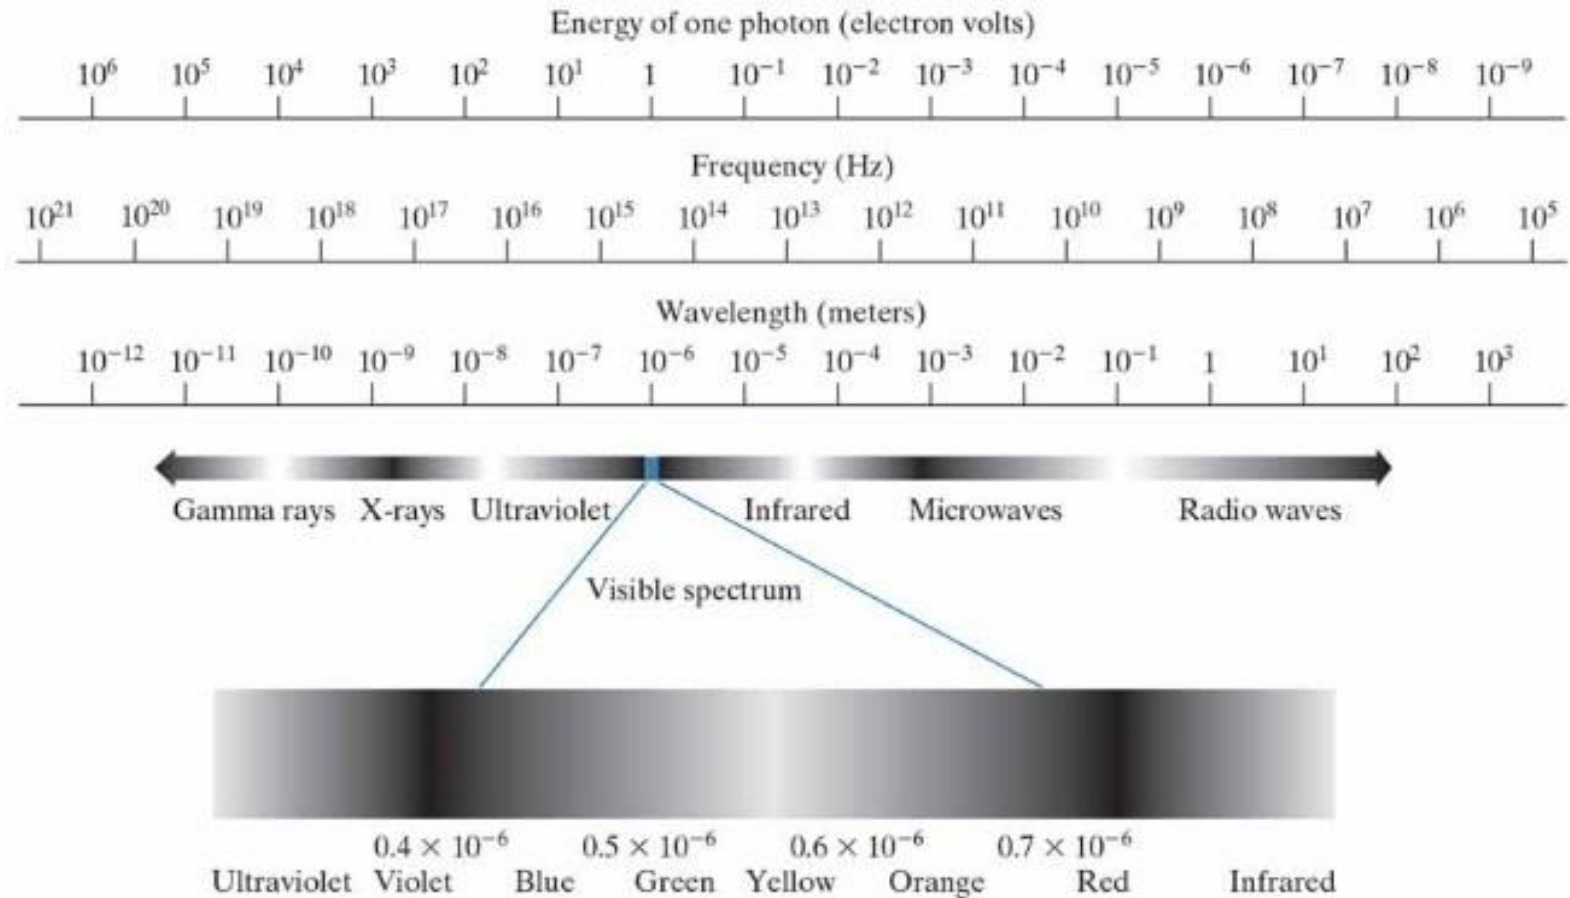 Energy of one photon (electron volts)
10⁶ 10⁵ 10⁴ 10³ 10² 10¹ 1 10⁻¹ 10⁻² 10⁻³ 10⁻⁴ 10⁻⁵ 10⁻⁶ 10⁻⁷ 10⁻⁸ 10⁻⁹
Frequency (Hz)
10²¹ 10²⁰ 10¹⁹ 10¹⁸ 10¹⁷ 10¹⁶ 10¹⁵ 10¹⁴ 10¹³ 10¹² 10¹¹ 10¹⁰ 10⁹ 10⁸ 10⁷ 10⁶ 10⁵
Wavelength (meters)
10⁻¹² 10⁻¹¹ 10⁻¹⁰ 10⁻⁹ 10⁻⁸ 10⁻⁷ 10⁻⁶ 10⁻⁵ 10⁻⁴ 10⁻³ 10⁻² 10⁻¹ 1 10¹ 10² 10³
Gamma rays X-rays Ultraviolet Infrared Microwaves Radio waves
Visible spectrum
0.4 × 10⁻⁶ 0.5 × 10⁻⁶ 0.6 × 10⁻⁶ 0.7 × 10⁻⁶
Ultraviolet Violet Blue Green Yellow Orange Red Infrared